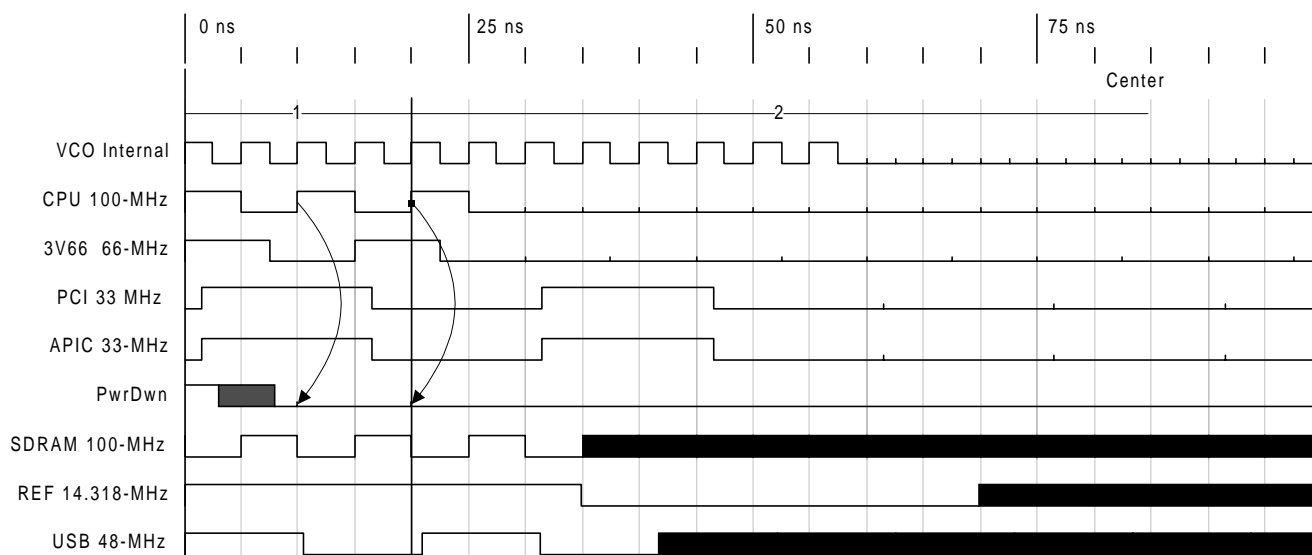 0 ns 25 ns 50 ns 75 ns
Center
1 2
VCO Internal
CPU 100-MHz
3V66 66-MHz
PCI 33 MHz
APIC 33-MHz
PwrDwn
SDRAM 100-MHz
REF 14.318-MHz
USB 48-MHz